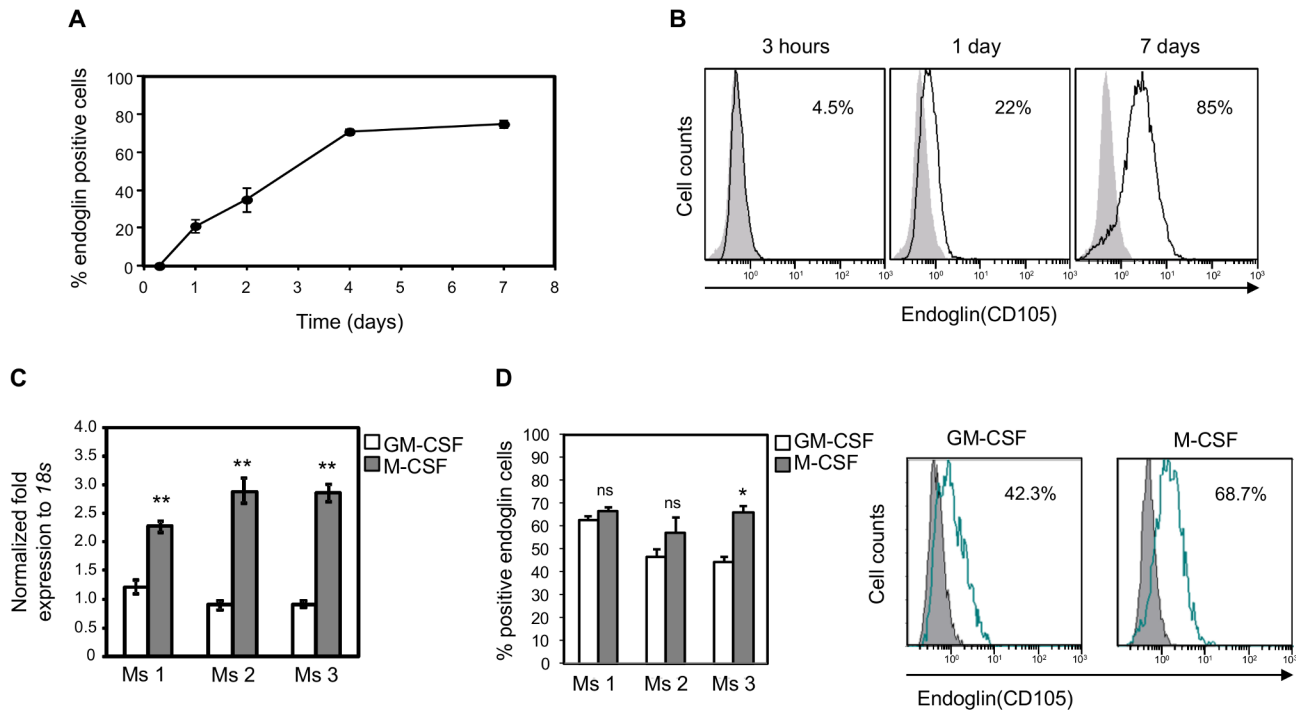 A
% endoglin positive cells
100
80
60
40
20
0
0 1 2 3 4 5 6 7 8
Time (days)
B
3 hours 1 day 7 days
4.5% 22% 85%
Cell counts
10⁰ 10¹ 10² 10³ 10⁰ 10¹ 10² 10³ 10⁰ 10¹ 10² 10³
Endoglin(CD105)
C
Normalized fold
expression to 18s
4.0
3.5
3.0
2.5
2.0
1.5
1.0
0.5
0
** ** **
Ms 1 Ms 2 Ms 3
GM-CSF
M-CSF
D
% positive endoglin cells
100
90
80
70
60
50
40
30
20
10
0
ns ns *
Ms 1 Ms 2 Ms 3
GM-CSF
M-CSF
GM-CSF M-CSF
42.3% 68.7%
Cell counts
10⁰ 10¹ 10² 10³ 10⁰ 10¹ 10² 10³
Endoglin(CD105)